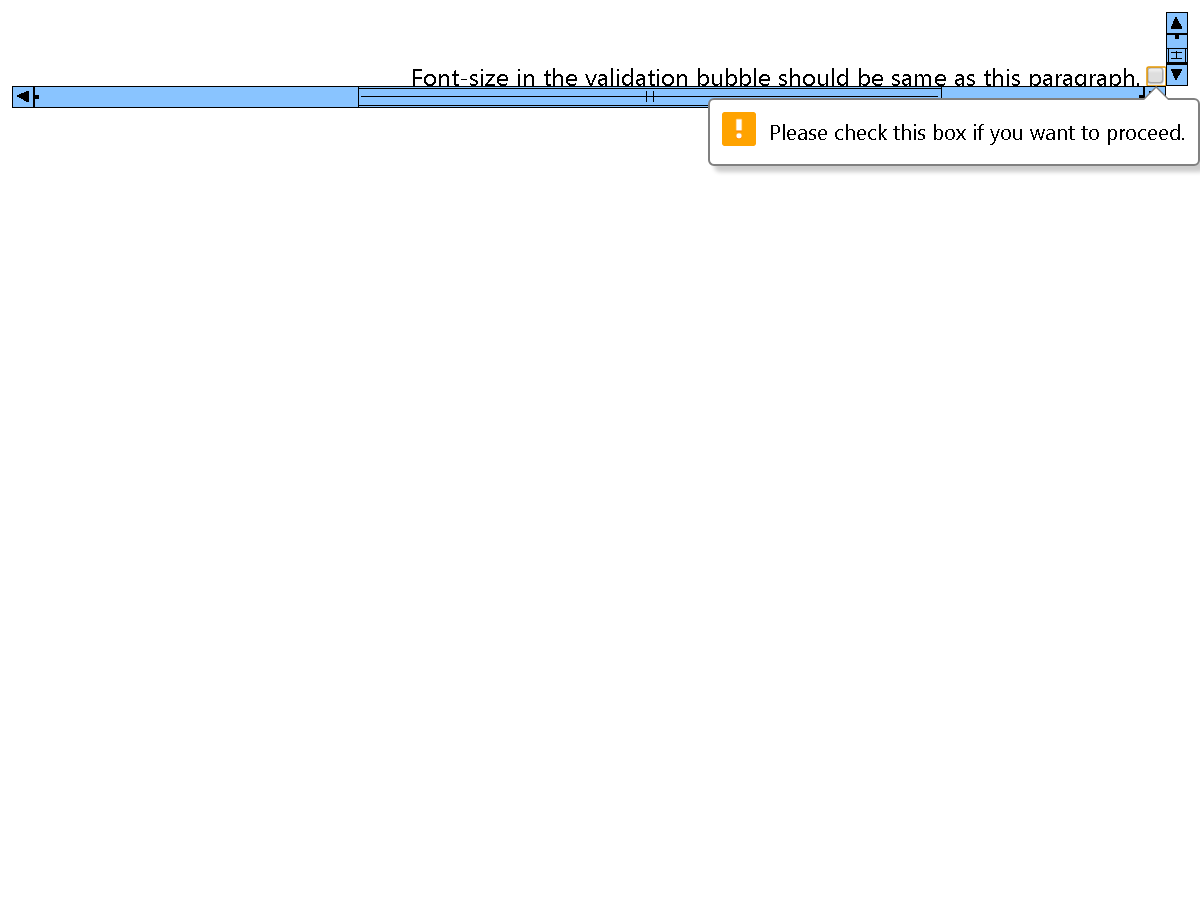 Font-size in the validation bubble should be same as this paragraph.
Please check this box if you want to proceed.